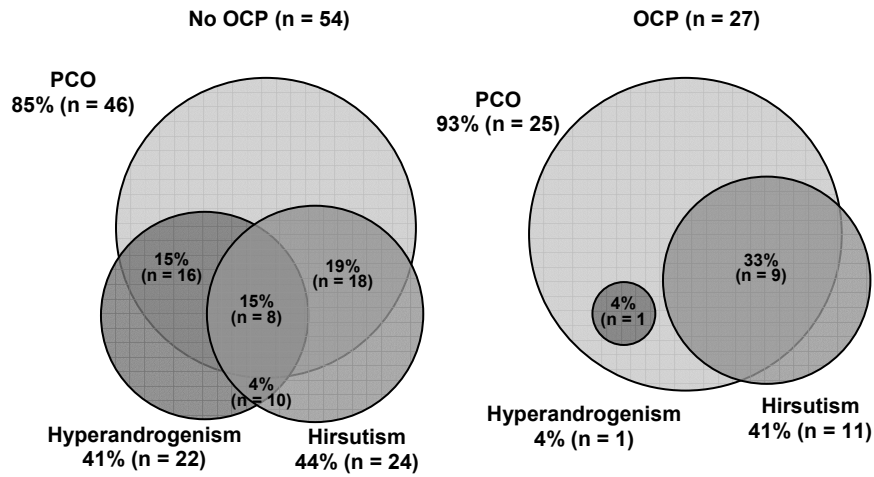 No OCP (n = 54)
PCO
85% (n = 46)
15%
(n = 16)
19%
(n = 18)
15%
(n = 8)
4%
(n = 10)
Hyperandrogenism
41% (n = 22)
Hirsutism
44% (n = 24)
OCP (n = 27)
PCO
93% (n = 25)
33%
(n = 9)
4%
(n = 1
Hyperandrogenism
4% (n = 1)
Hirsutism
41% (n = 11)